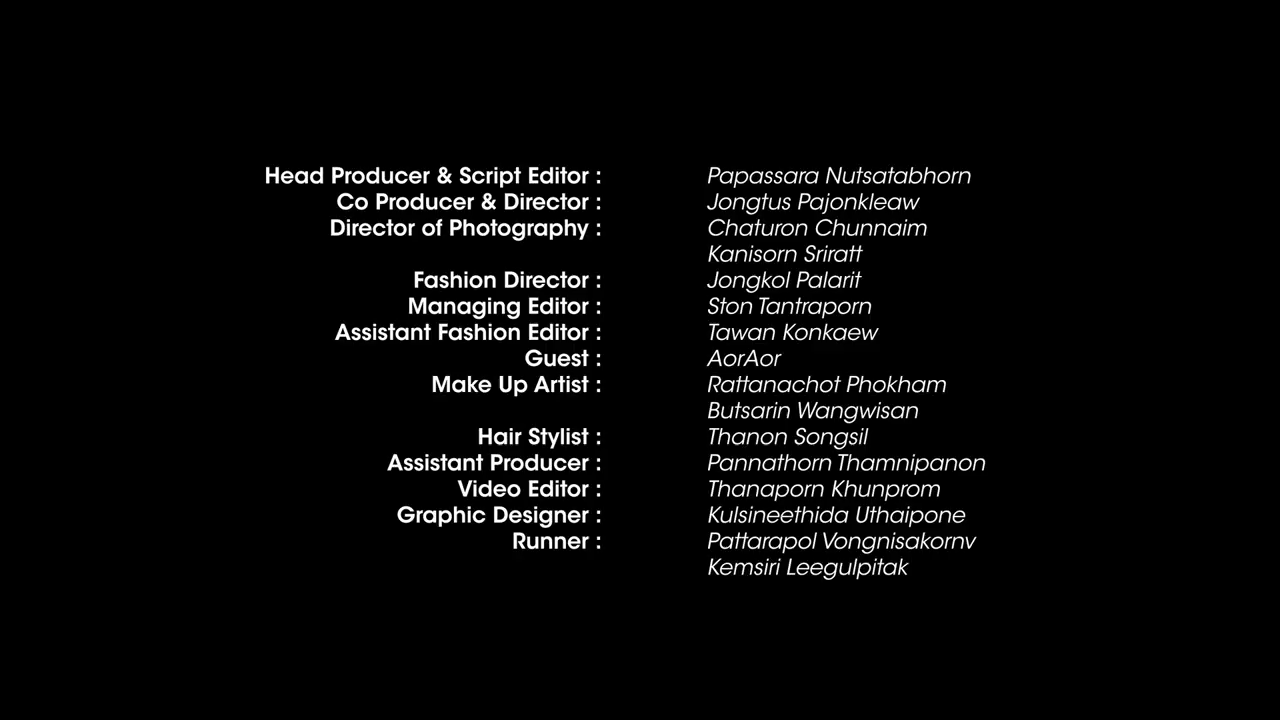 Head Producer & Script Editor : Papassara Nutsatabhorn
Co Producer & Director : Jongtus Pajonkleaw
Director of Photography : Chaturon Chunnaim
Kanisorn Sriratt
Fashion Director : Jongkol Palarit
Managing Editor : Ston Tantraporn
Assistant Fashion Editor : Tawan Konkaew
Guest : AorAor
Make Up Artist : Rattanachot Phokham
Butsarin Wangwisan
Hair Stylist : Thanon Songsil
Assistant Producer : Pannathorn Thamnipanon
Video Editor : Thanaporn Khunprom
Graphic Designer : Kulsineethida Uthaipone
Runner : Pattarapol Vongnisakornv
Kemsiri Leegulpitak